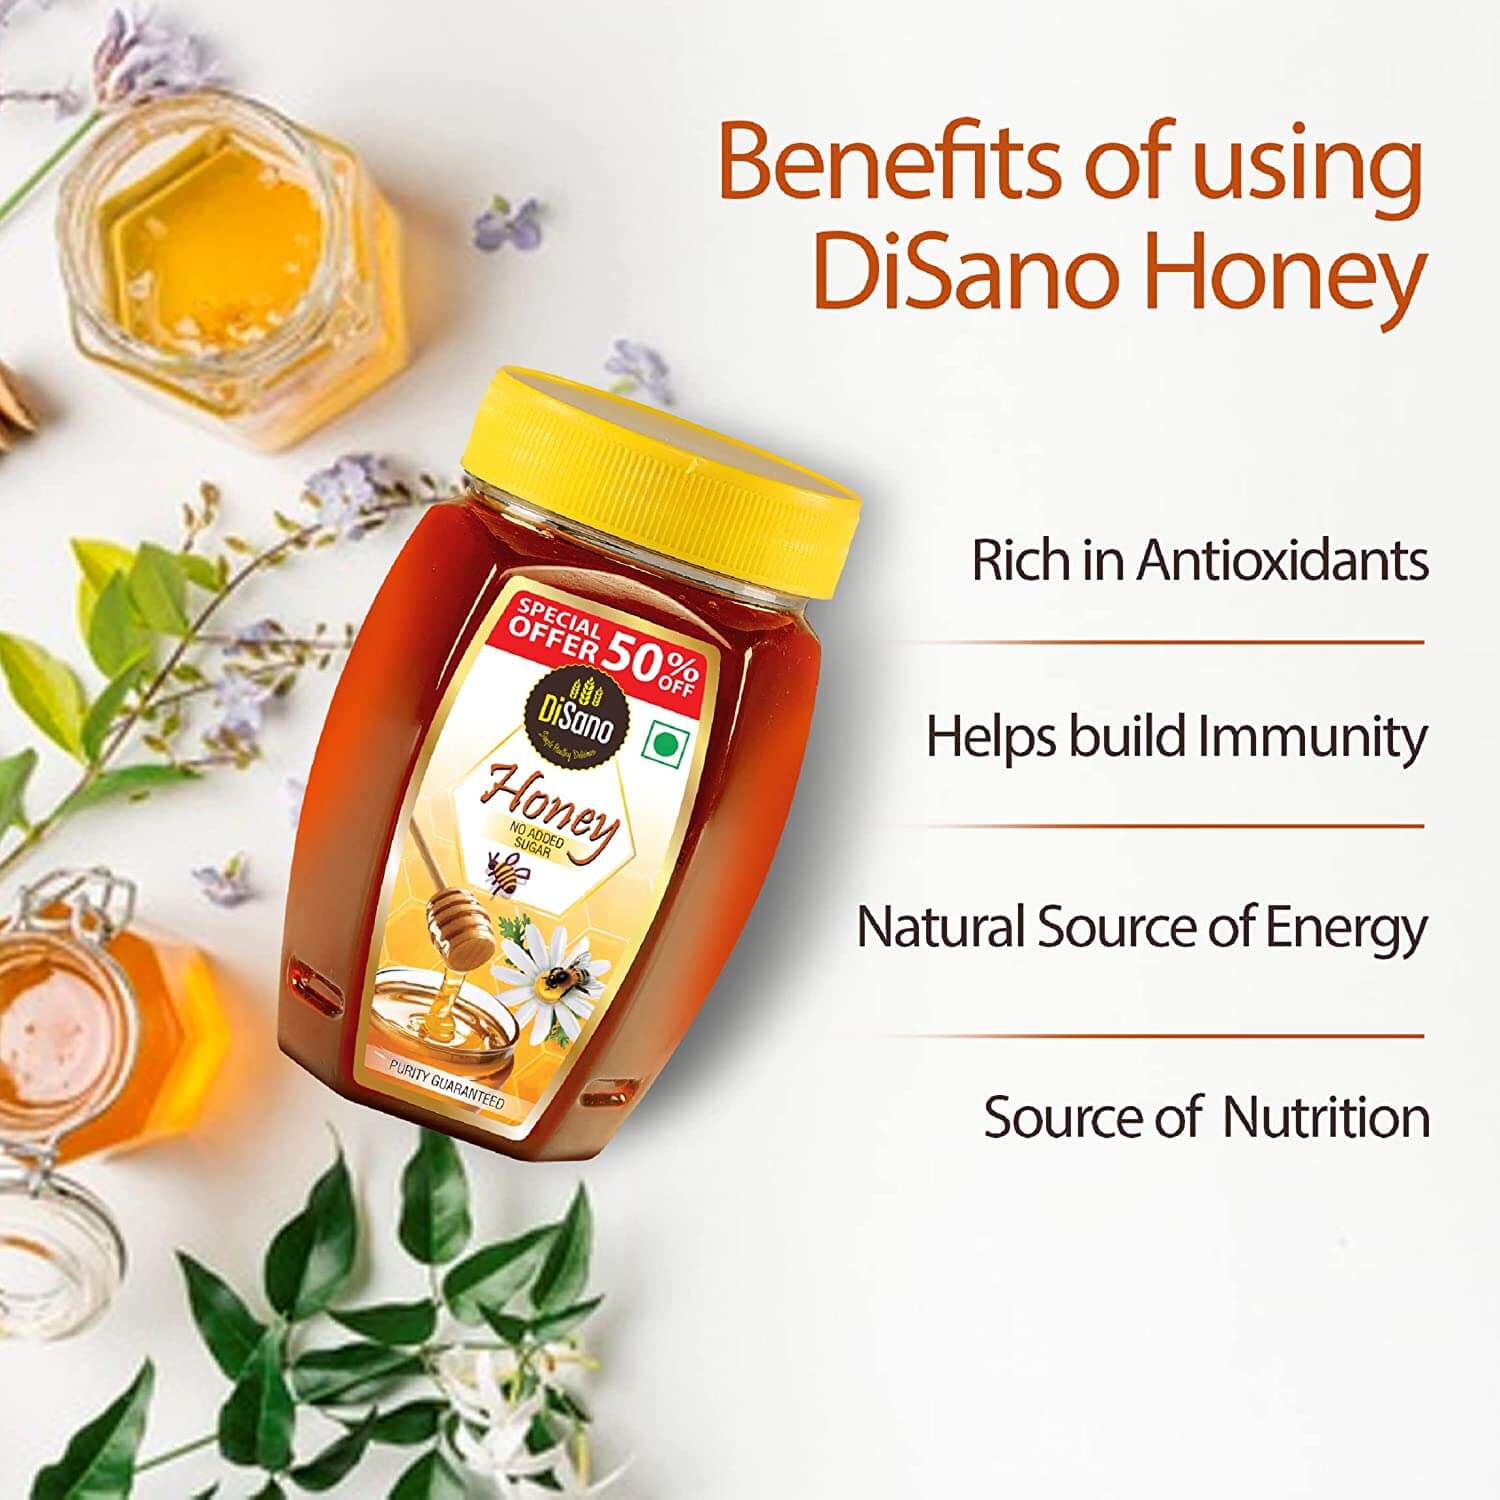 Benefits of using
DiSano Honey
Rich in Antioxidants
Helps build Immunity
Natural Source of Energy
Source of Nutrition
SPECIAL
OFFER 50%
OFF
DiSano
Honey
NO ADDED
SUGAR
PURITY GUARANTEED